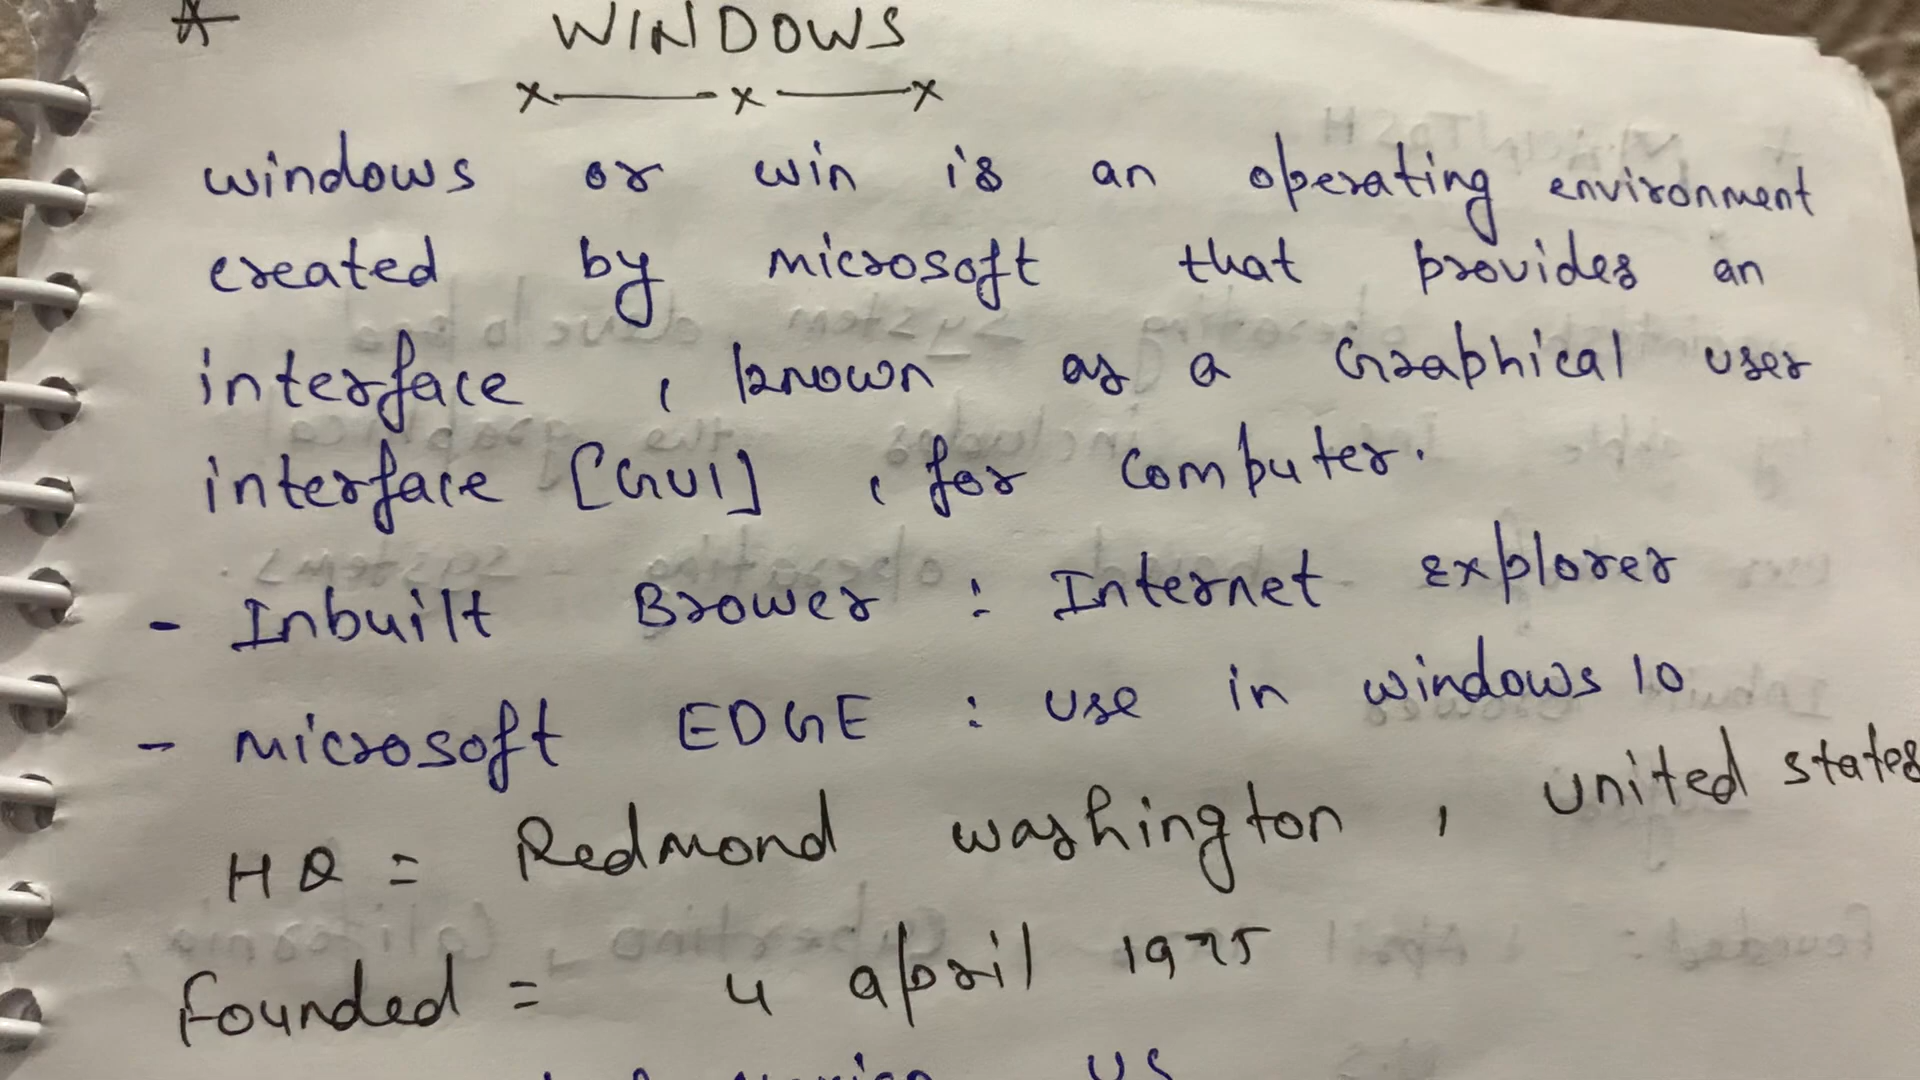 WINDOWS
windows or win is an operating environment
created by microsoft that provides an
interface, known as a Graphical user
interface [GUI], for computer.
- Inbuilt Brower : Internet explorer
- microsoft EDGE : use in windows 10
HQ = Redmond washington, united states
founded = 4 april 1975
US